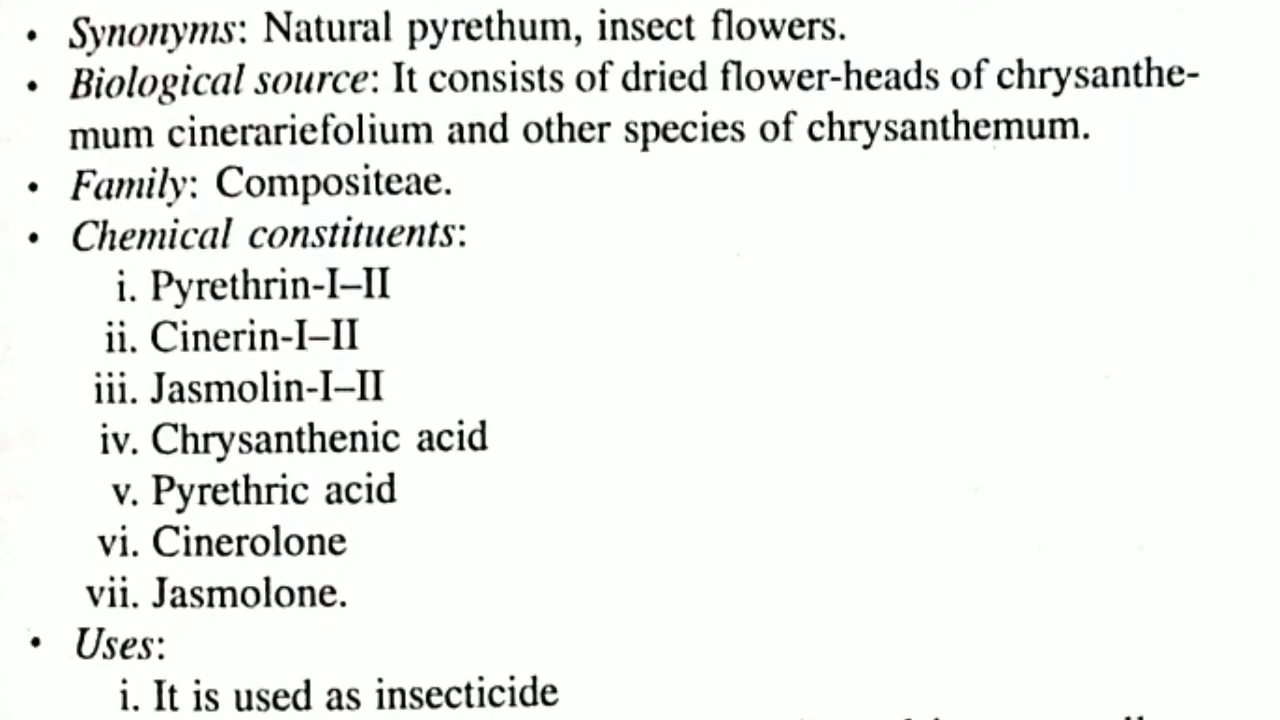 • Synonyms: Natural pyrethum, insect flowers.
• Biological source: It consists of dried flower-heads of chrysanthe-
mum cinerariefolium and other species of chrysanthemum.
• Family: Compositeae.
• Chemical constituents:
i. Pyrethrin-I–II
ii. Cinerin-I–II
iii. Jasmolin-I–II
iv. Chrysanthenic acid
v. Pyrethric acid
vi. Cinerolone
vii. Jasmolone.
• Uses:
i. It is used as insecticide